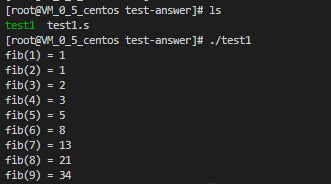 [root@VM_0_5_centos test-answer]# ls
test1 test1.s
[root@VM_0_5_centos test-answer]# ./test1
fib(1) = 1
fib(2) = 1
fib(3) = 2
fib(4) = 3
fib(5) = 5
fib(6) = 8
fib(7) = 13
fib(8) = 21
fib(9) = 34